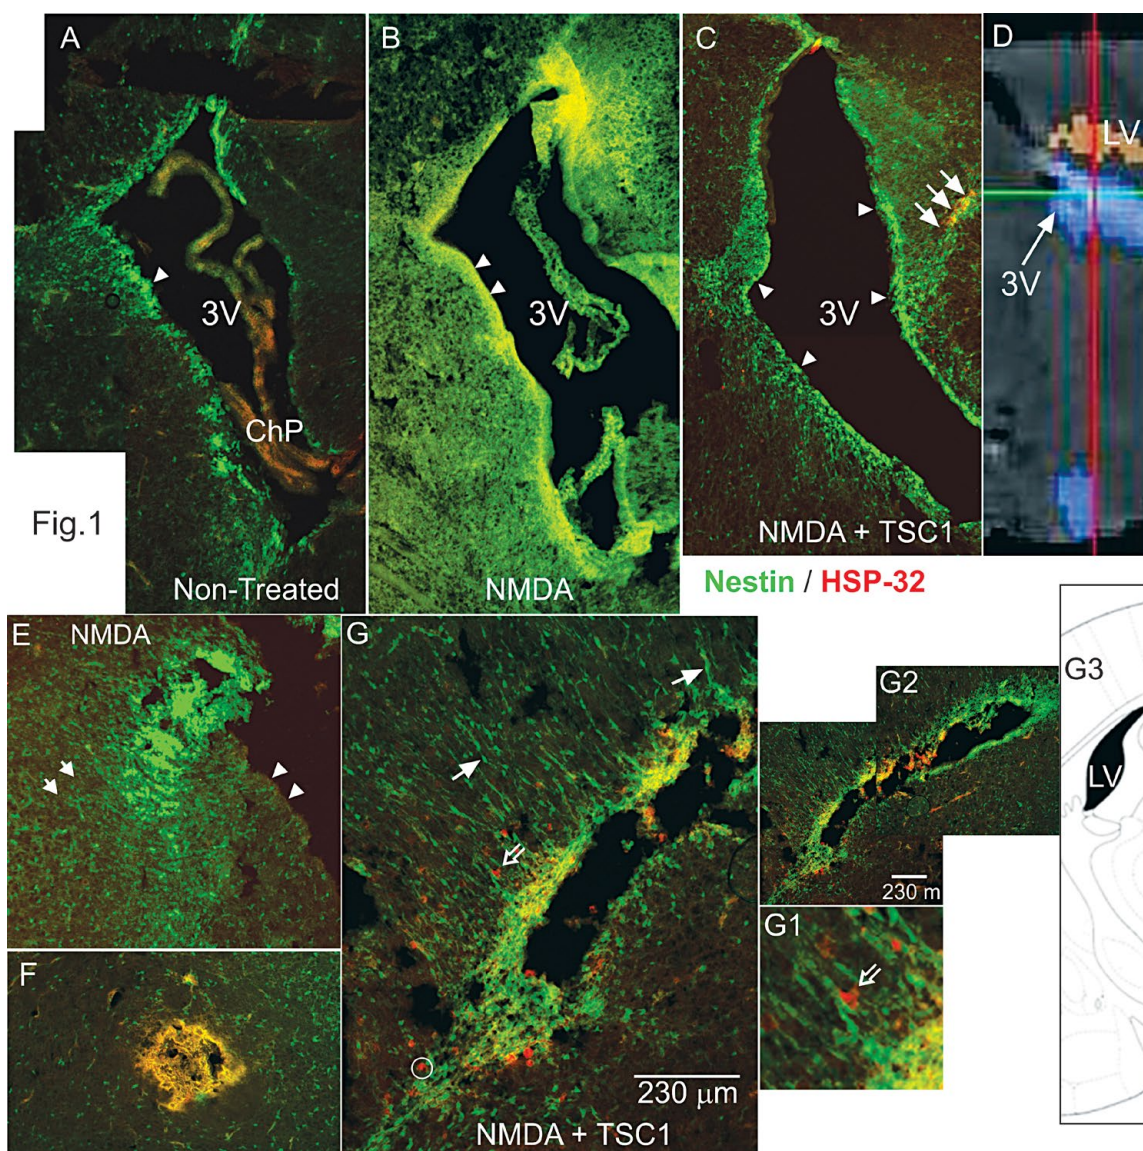 A
B
C
D
LV
3V
3V
3V
3V
ChP
Fig.1
Non-Treated
NMDA
NMDA + TSC1
Nestin / HSP-32
E
NMDA
G
G2
G3
LV
230 m
G1
F
230 μm
NMDA + TSC1